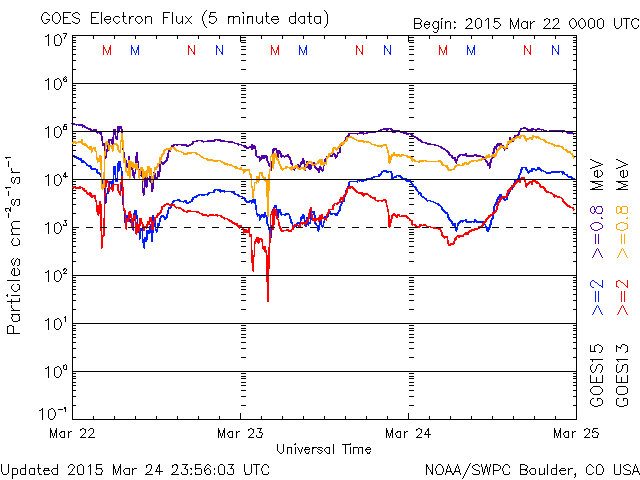 GOES Electron Flux (5 minute data)
Begin: 2015 Mar 22 0000 UTC
M M N N M M N N M M N N
10⁷
10⁶
10⁵
10⁴
10³
10²
10¹
10⁰
10⁻¹
Particles cm⁻²s⁻¹sr⁻¹
Mar 22 Mar 23 Mar 24 Mar 25
Universal Time
GOES15 >=2 >=0.8 MeV
GOES13 >=2 >=0.8 MeV
Updated 2015 Mar 24 23:56:03 UTC
NOAA/SWPC Boulder, CO USA